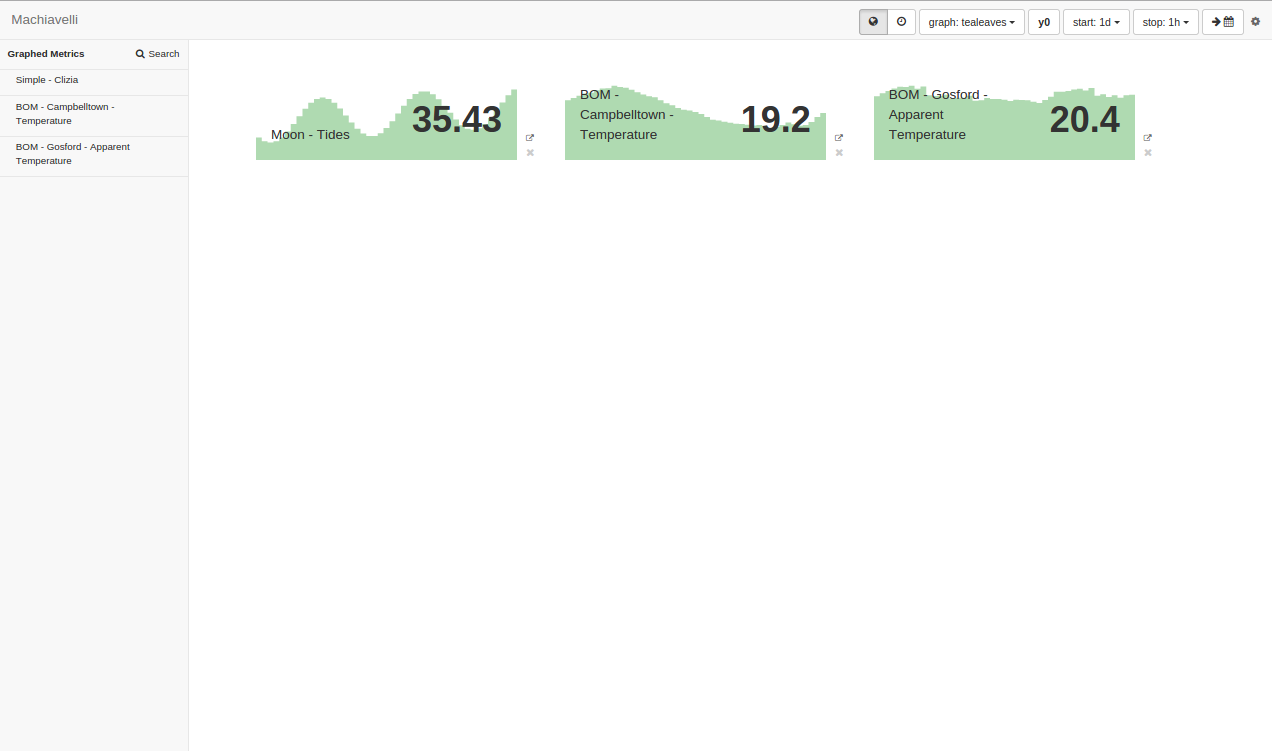 Machiavelli
graph: tealeaves
y0
start: 1d
stop: 1h
Graphed Metrics
Search
Simple - Clizia
BOM - Campbelltown -
Temperature
BOM - Gosford - Apparent
Temperature
Moon - Tides
35.43
BOM -
Campbelltown -
Temperature
19.2
BOM - Gosford -
Apparent
Temperature
20.4